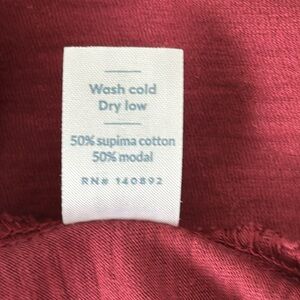 Wash cold
Dry low
50% supima cotton
50% modal
RN# 140892